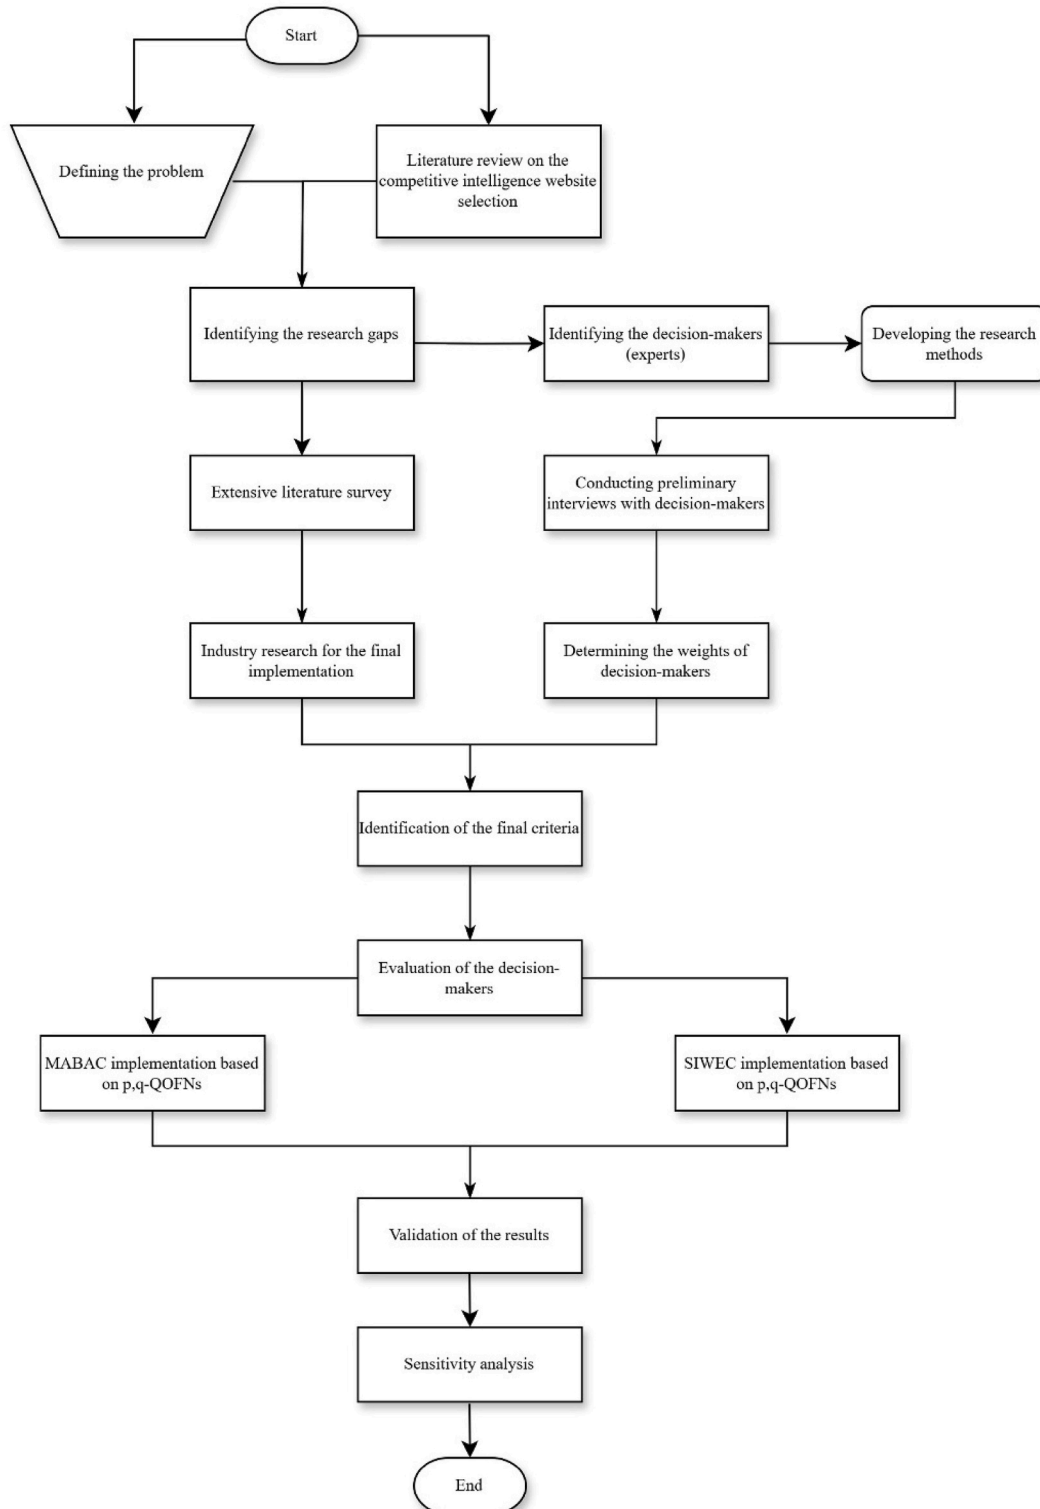 Start
Defining the problem
Literature review on the
competitive intelligence website
selection
Identifying the research gaps
Identifying the decision-makers
(experts)
Developing the research
methods
Extensive literature survey
Conducting preliminary
interviews with decision-makers
Industry research for the final
implementation
Determining the weights of
decision-makers
Identification of the final criteria
Evaluation of the decision-
makers
MABAC implementation based
on p,q-QOFNs
SIWEC implementation based
on p,q-QOFNs
Validation of the results
Sensitivity analysis
End